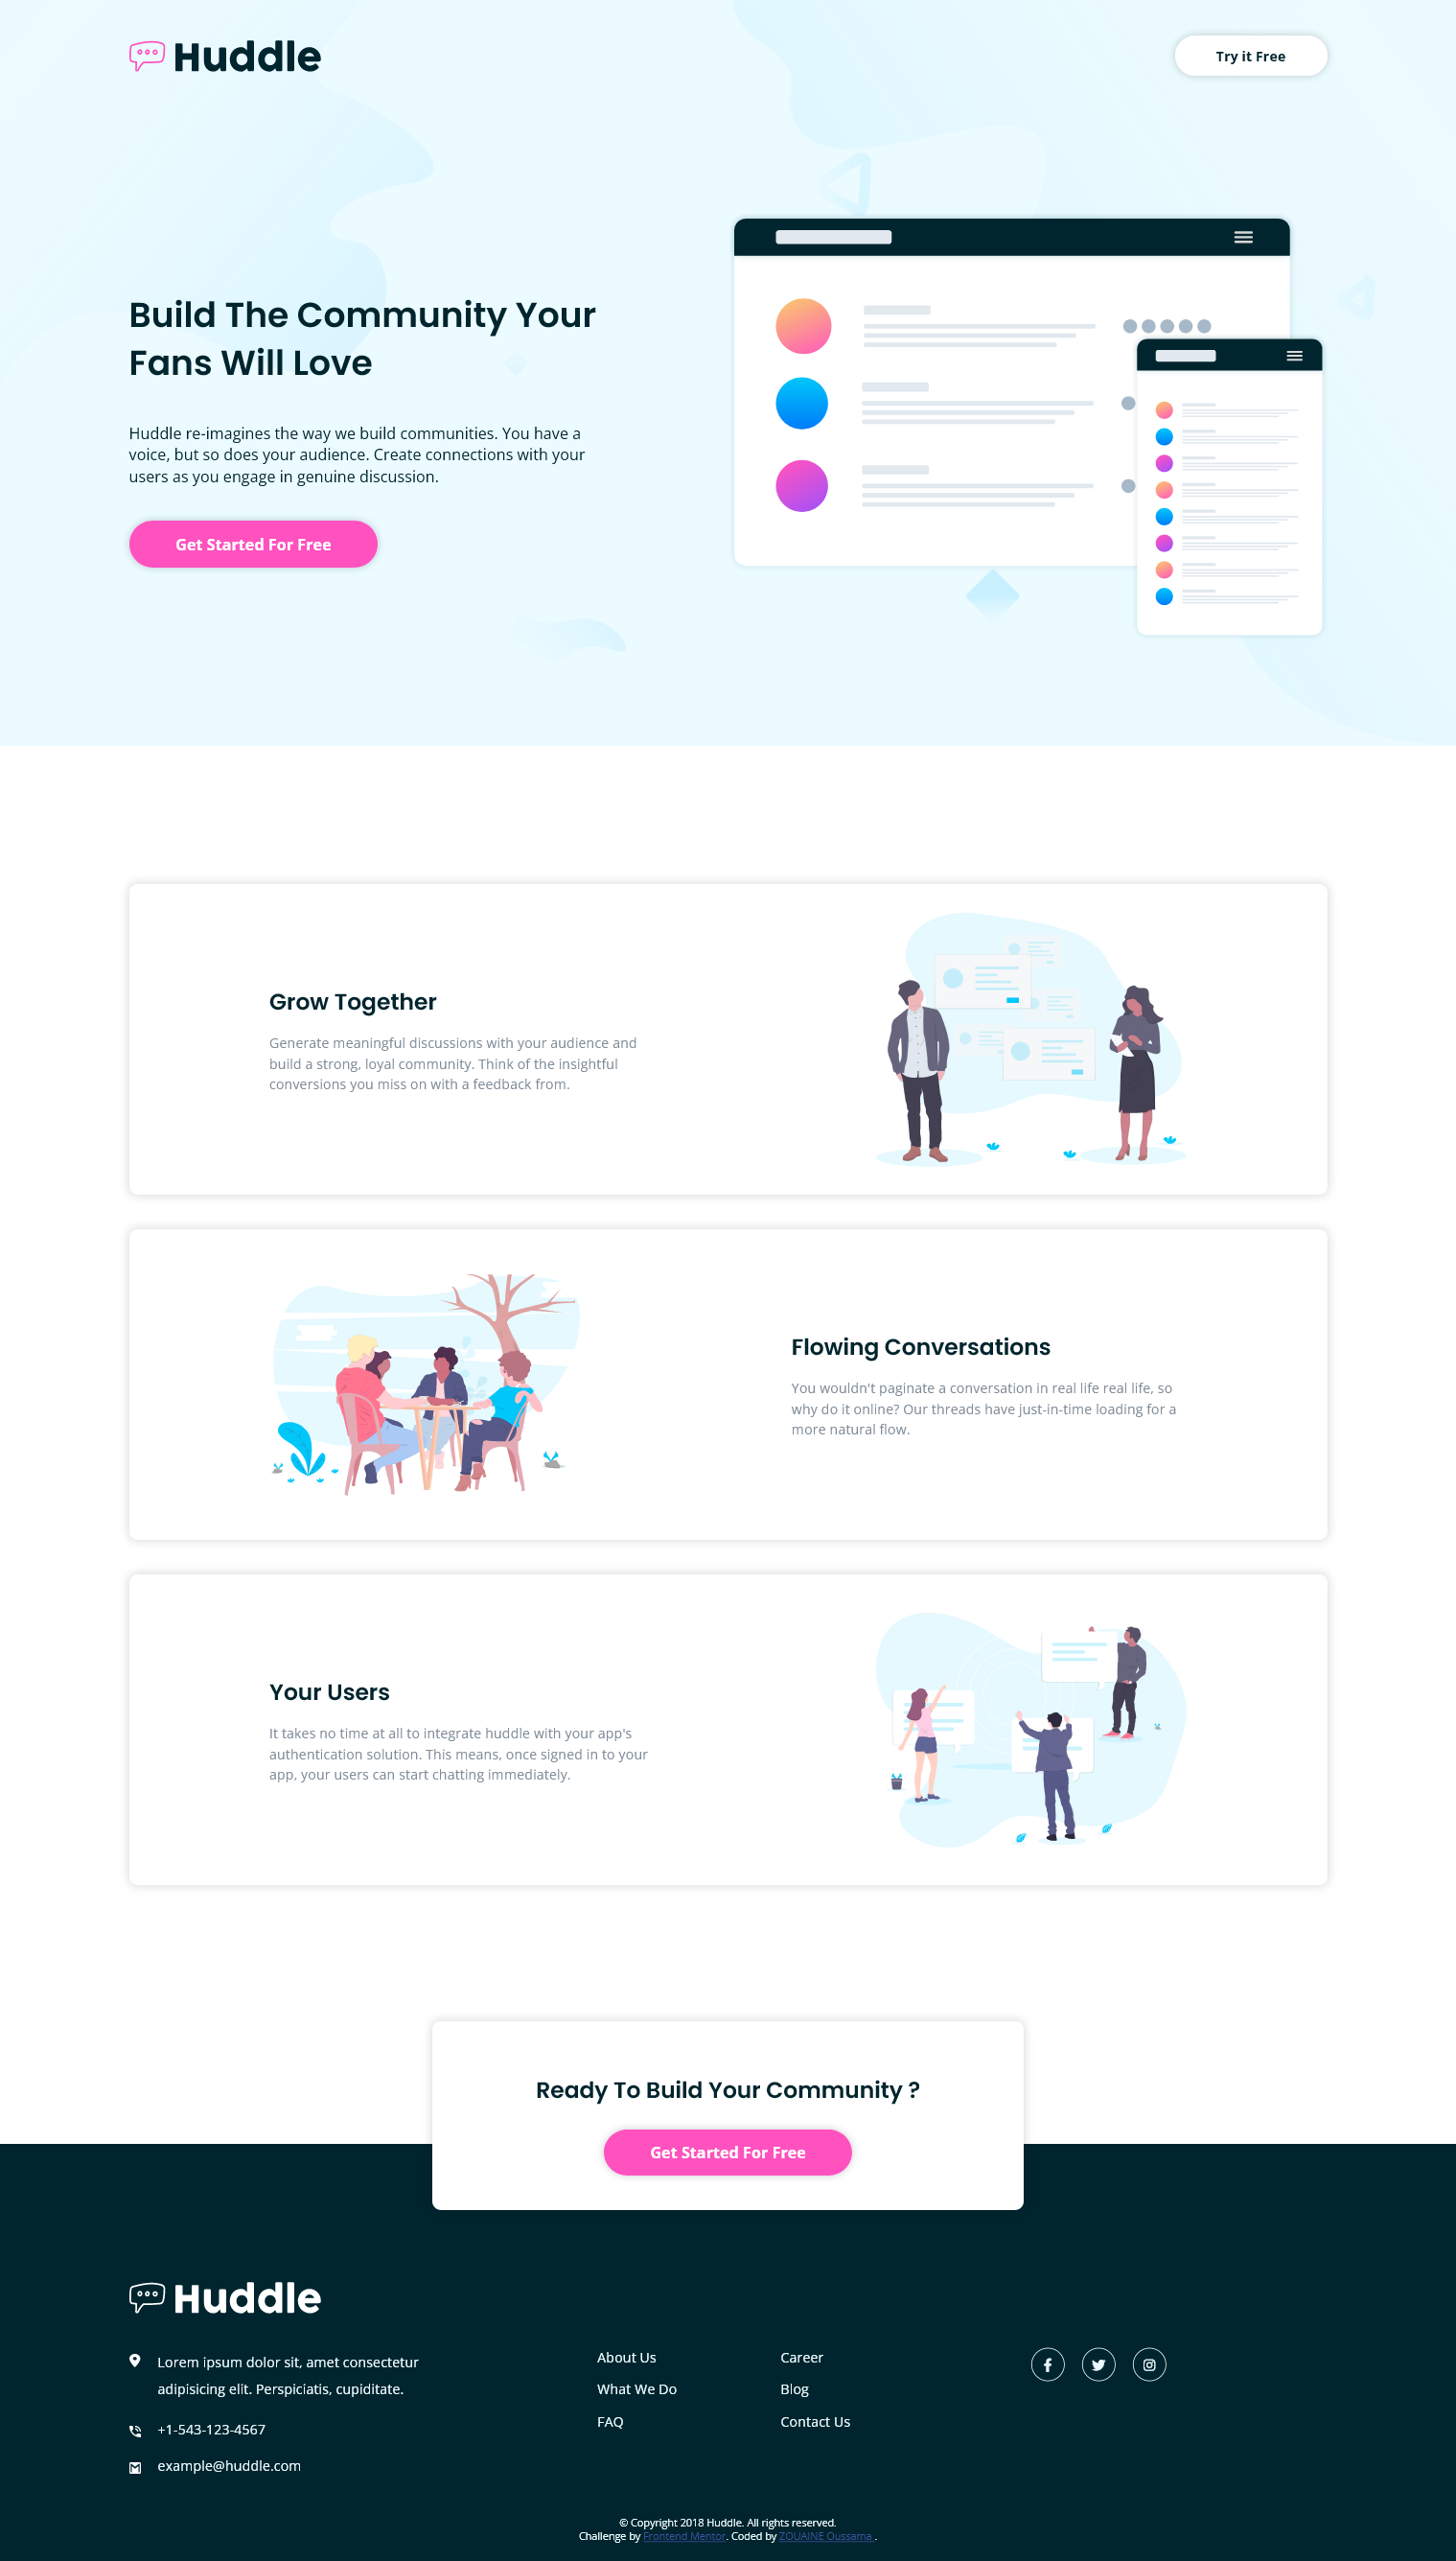 Huddle
Try it Free
Build The Community Your
Fans Will Love
Huddle re-imagines the way we build communities. You have a
voice, but so does your audience. Create connections with your
users as you engage in genuine discussion.
Get Started For Free
Grow Together
Generate meaningful discussions with your audience and
build a strong, loyal community. Think of the insightful
conversions you miss on with a feedback from.
Flowing Conversations
You wouldn't paginate a conversation in real life real life, so
why do it online? Our threads have just-in-time loading for a
more natural flow.
Your Users
It takes no time at all to integrate huddle with your app's
authentication solution. This means, once signed in to your
app, your users can start chatting immediately.
Ready To Build Your Community ?
Get Started For Free
Huddle
Lorem ipsum dolor sit, amet consectetur
adipisicing elit. Perspiciatis, cupiditate.
+1-543-123-4567
example@huddle.com
About Us
What We Do
FAQ
Career
Blog
Contact Us
© Copyright 2018 Huddle. All rights reserved.
Challenge by Frontend Mentor. Coded by ZOUAINE Oussama .